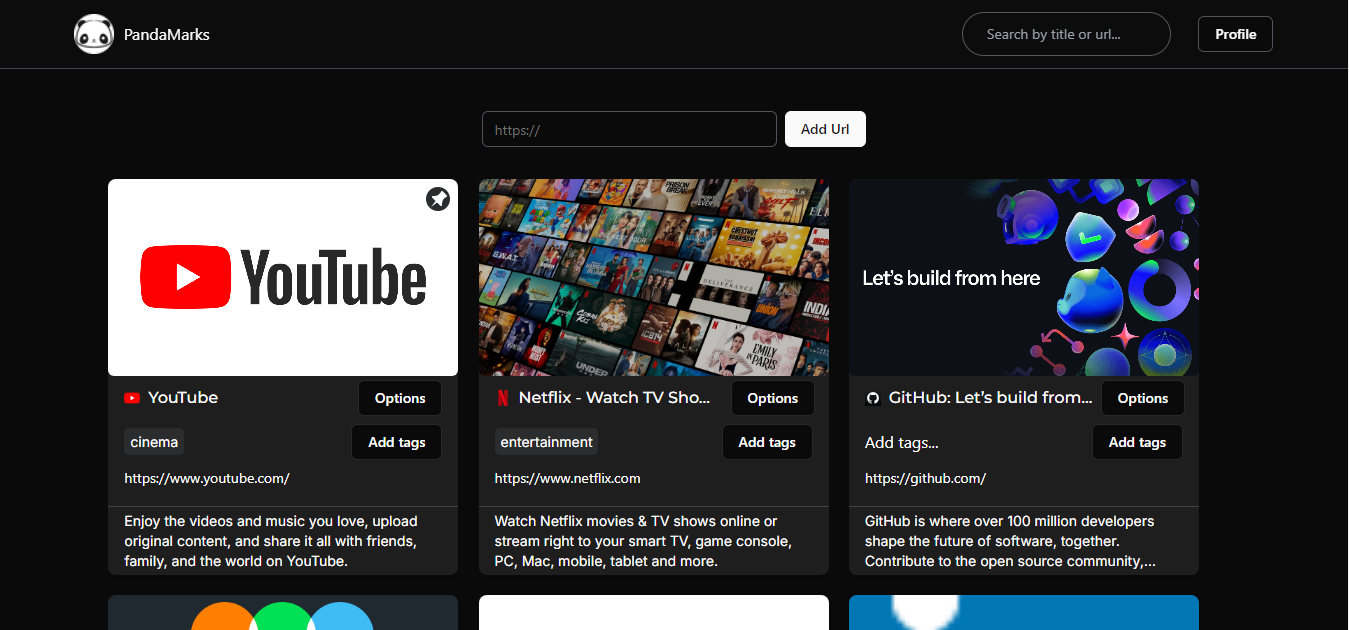 PandaMarks
Search by title or url...
Profile
https://
Add Url
YouTube
Let's build from here
YouTube
Options
Netflix - Watch TV Sho...
Options
GitHub: Let's build from...
Options
cinema
Add tags
entertainment
Add tags
Add tags...
Add tags
https://www.youtube.com/
https://www.netflix.com
https://github.com/
Enjoy the videos and music you love, upload
original content, and share it all with friends,
family, and the world on YouTube.
Watch Netflix movies & TV shows online or
stream right to your smart TV, game console,
PC, Mac, mobile, tablet and more.
GitHub is where over 100 million developers
shape the future of software, together.
Contribute to the open source community,...